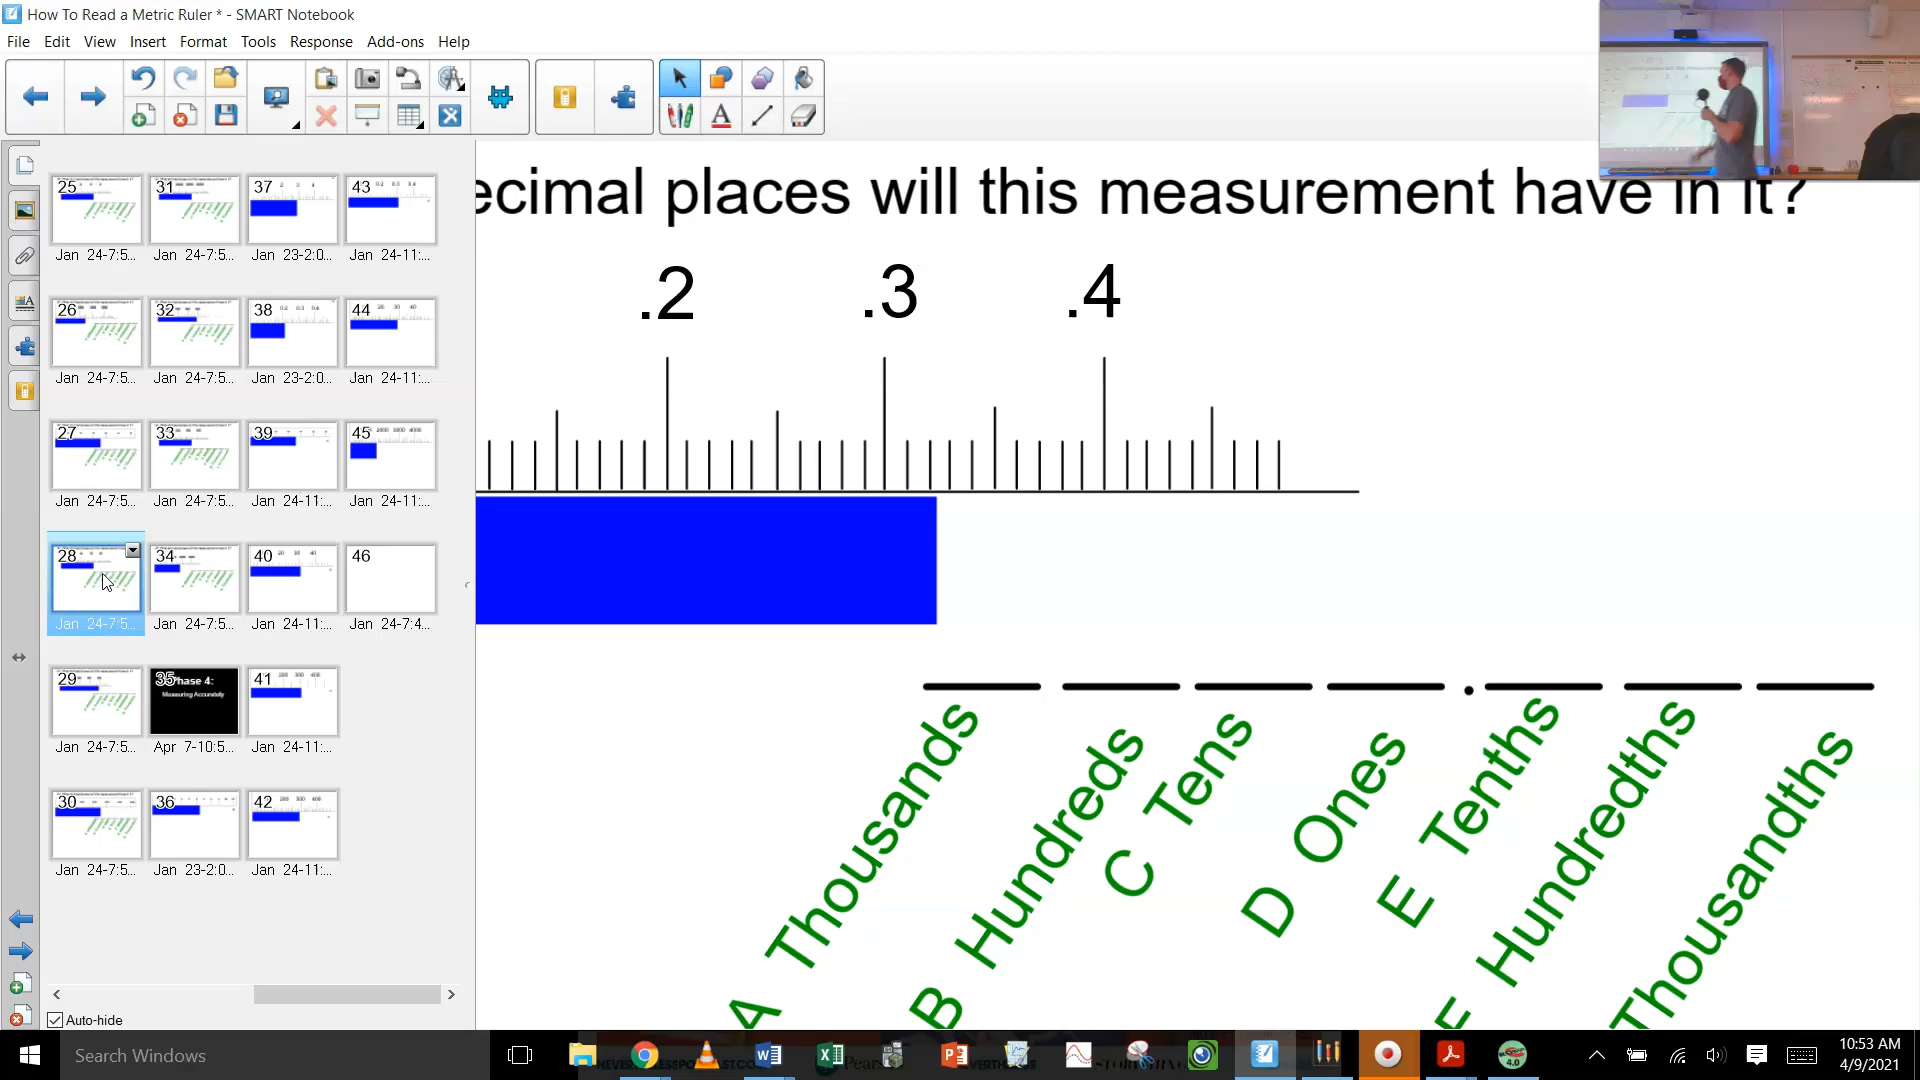 How To Read a Metric Ruler * - SMART Notebook
File Edit View Insert Format Tools Response Add-ons Help
ecimal places will this measurement have in it?
.2 .3 .4
25 31 37 43
Jan 24-7:5... Jan 24-7:5... Jan 23-2:0... Jan 24-11:...
26 32 38 44
Jan 24-7:5... Jan 24-7:5... Jan 23-2:0... Jan 24-11:...
27 33 39 45
Jan 24-7:5... Jan 24-7:5... Jan 24-11:... Jan 24-11:...
28 34 40 46
Jan 24-7:5... Jan 24-7:5... Jan 24-11:... Jan 24-7:4...
29 35 hase 4: 41
Measuring Accurately
Jan 24-7:5... Apr 7-10:5... Jan 24-11:...
30 36 42
Jan 24-7:5... Jan 23-2:0... Jan 24-11:...
.
A Thousands
B Hundreds
C Tens
D Ones
E Tenths
F Hundredths
Thousandths
Auto-hide
Search Windows
10:53 AM
4/9/2021